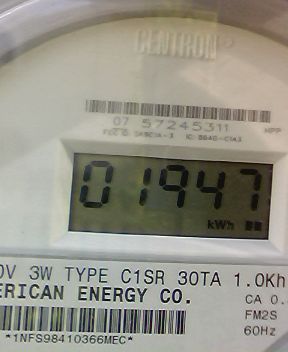 CENTRON®
07 57245311
01947
kWh
0V 3W TYPE C1SR 30TA 1.0Kh
ERICAN ENERGY CO.
CA 0.
FM2S
*1NFS98410366MEC*
60Hz